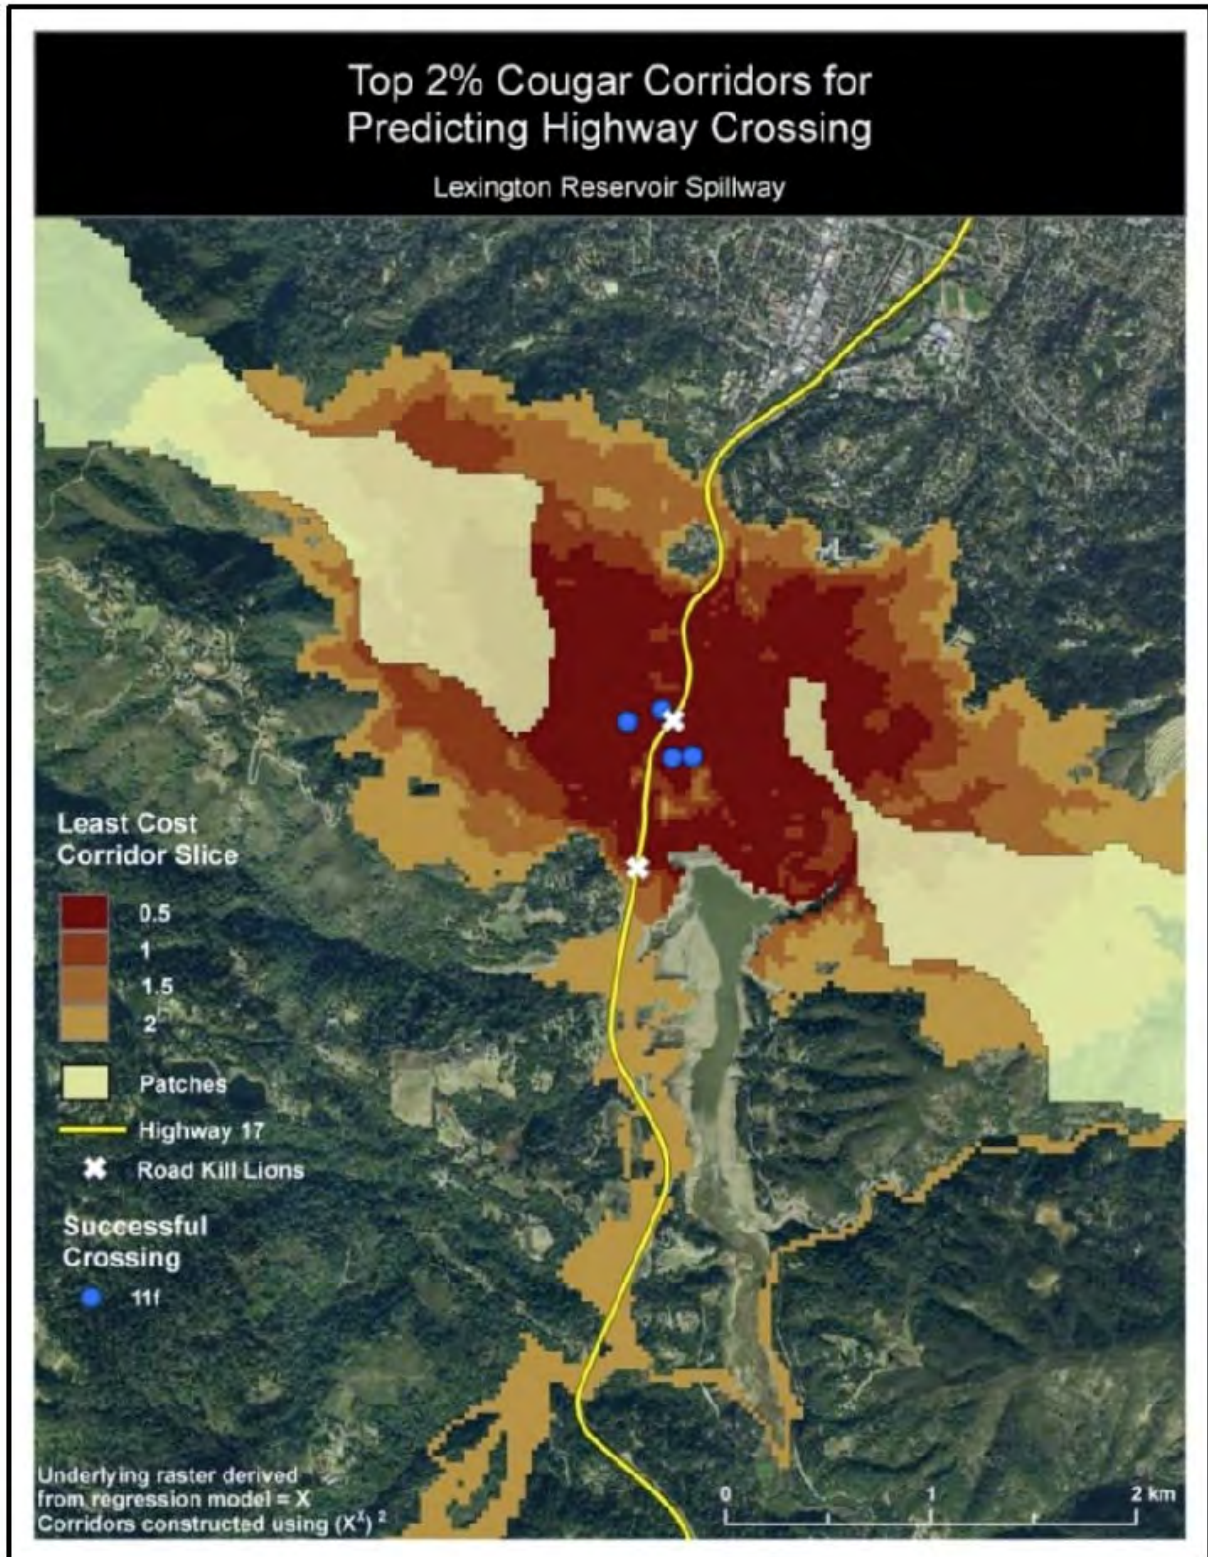 Top 2% Cougar Corridors for
Predicting Highway Crossing
Lexington Reservoir Spillway
Least Cost
Corridor Slice
0.5
1
1.5
2
Patches
Highway 17
Road Kill Lions
Successful
Crossing
11f
Underlying raster derived
from regression model = X
Corridors constructed using (X²)²
0 1 2 km